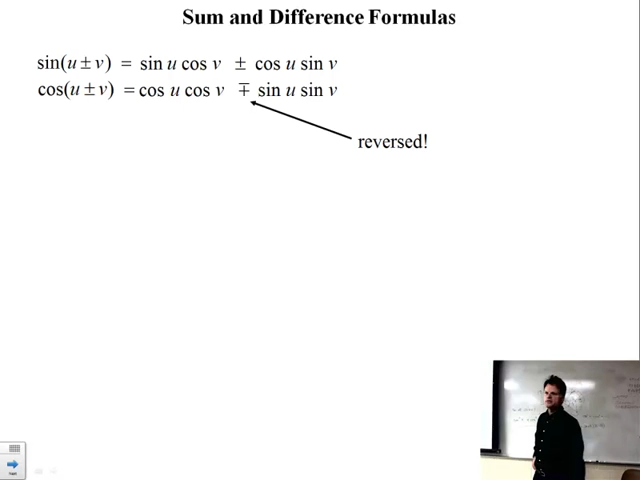 Sum and Difference Formulas
sin(u ± v) = sin u cos v ± cos u sin v
cos(u ± v) = cos u cos v ∓ sin u sin v
reversed!